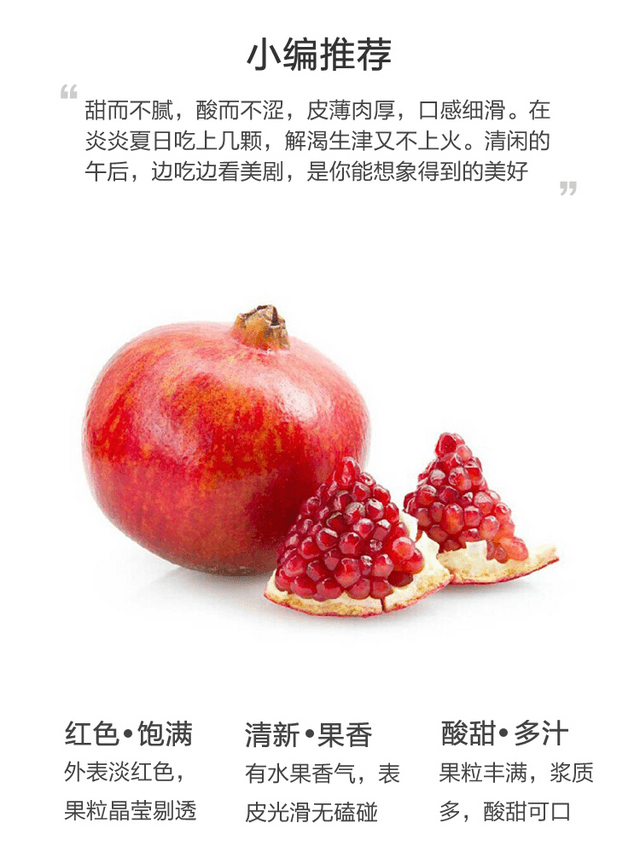 小编推荐
“
甜而不腻，酸而不涩，皮薄肉厚，口感细滑。在
炎炎夏日吃上几颗，解渴生津又不上火。清闲的
午后，边吃边看美剧，是你能想象得到的美好
”
红色•饱满
外表淡红色，
果粒晶莹剔透
清新•果香
有水果香气，表
皮光滑无磕碰
酸甜•多汁
果粒丰满，浆质
多，酸甜可口